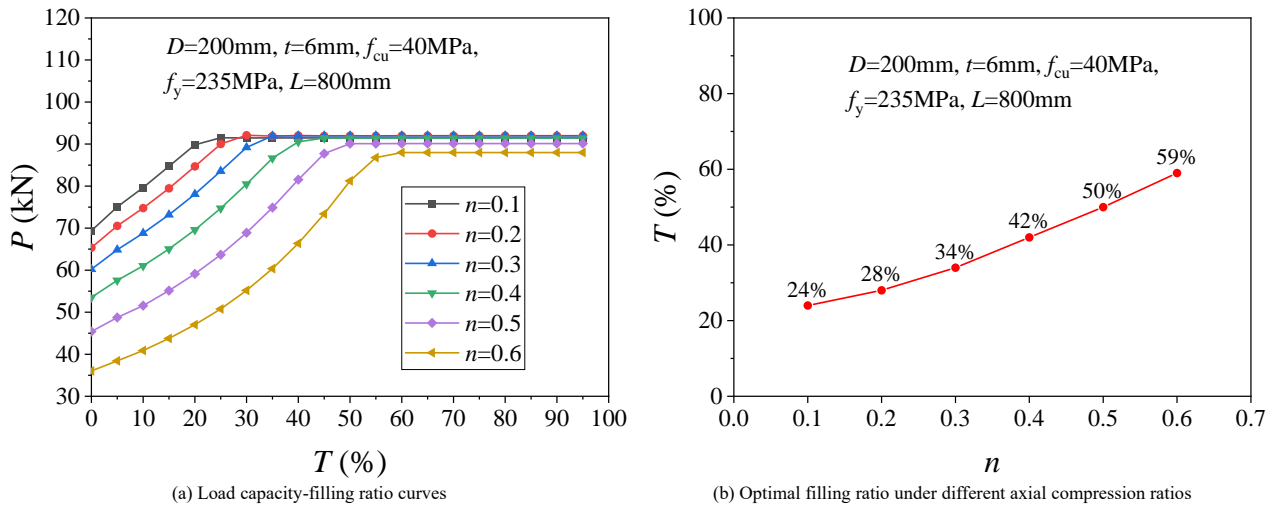 120
110
100
90
80
70
60
50
40
30
P (kN)
D=200mm, t=6mm, fcu=40MPa,
fy=235MPa, L=800mm
n=0.1
n=0.2
n=0.3
n=0.4
n=0.5
n=0.6
0 10 20 30 40 50 60 70 80 90 100
T (%)
(a) Load capacity-filling ratio curves
100
80
60
40
20
0
T (%)
D=200mm, t=6mm, fcu=40MPa,
fy=235MPa, L=800mm
24%
28%
34%
42%
50%
59%
0.0 0.1 0.2 0.3 0.4 0.5 0.6 0.7
n
(b) Optimal filling ratio under different axial compression ratios